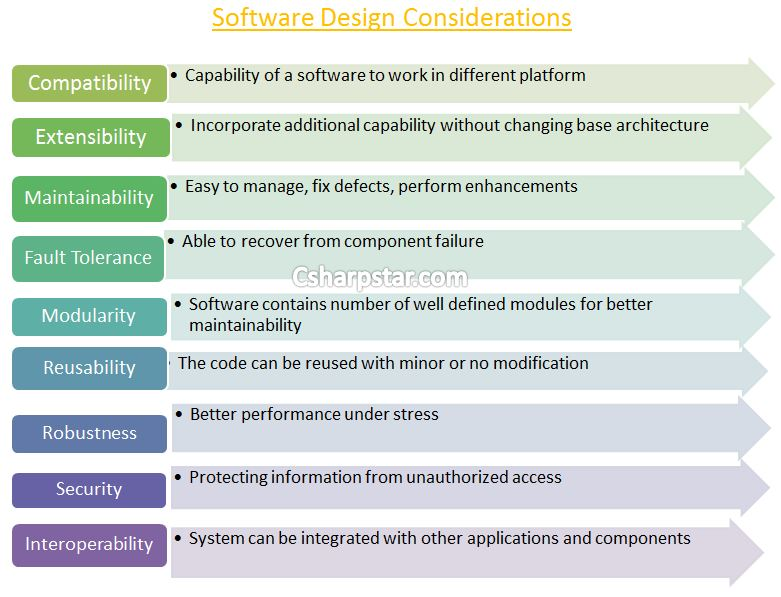 Software Design Considerations
Compatibility
• Capability of a software to work in different platform
Extensibility
• Incorporate additional capability without changing base architecture
Maintainability
• Easy to manage, fix defects, perform enhancements
Fault Tolerance
• Able to recover from component failure
Csharpstar.com
Modularity
• Software contains number of well defined modules for better
maintainability
Reusability
• The code can be reused with minor or no modification
Robustness
• Better performance under stress
Security
• Protecting information from unauthorized access
Interoperability
• System can be integrated with other applications and components